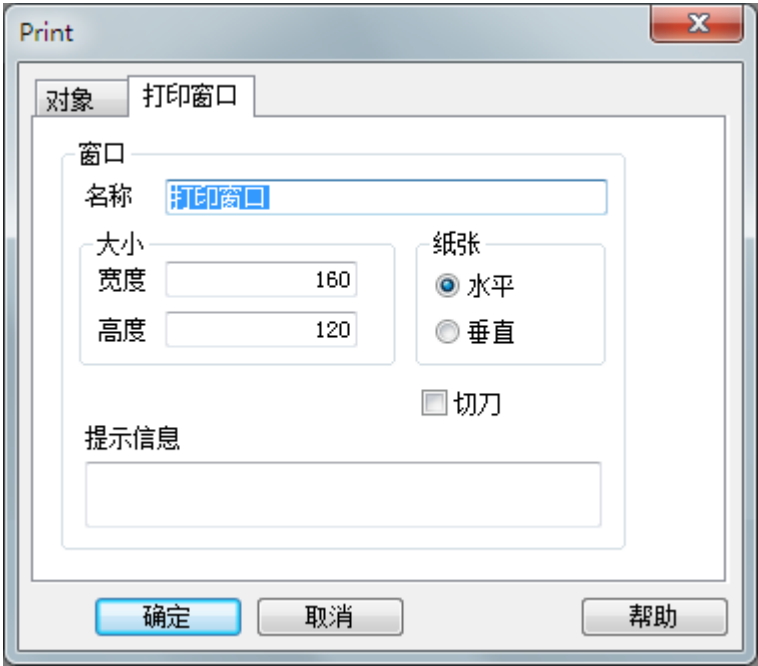 Print
对象 打印窗口
窗口
名称 打印窗口
大小 纸张
宽度 160 水平
高度 120 垂直
切刀
提示信息
确定 取消 帮助